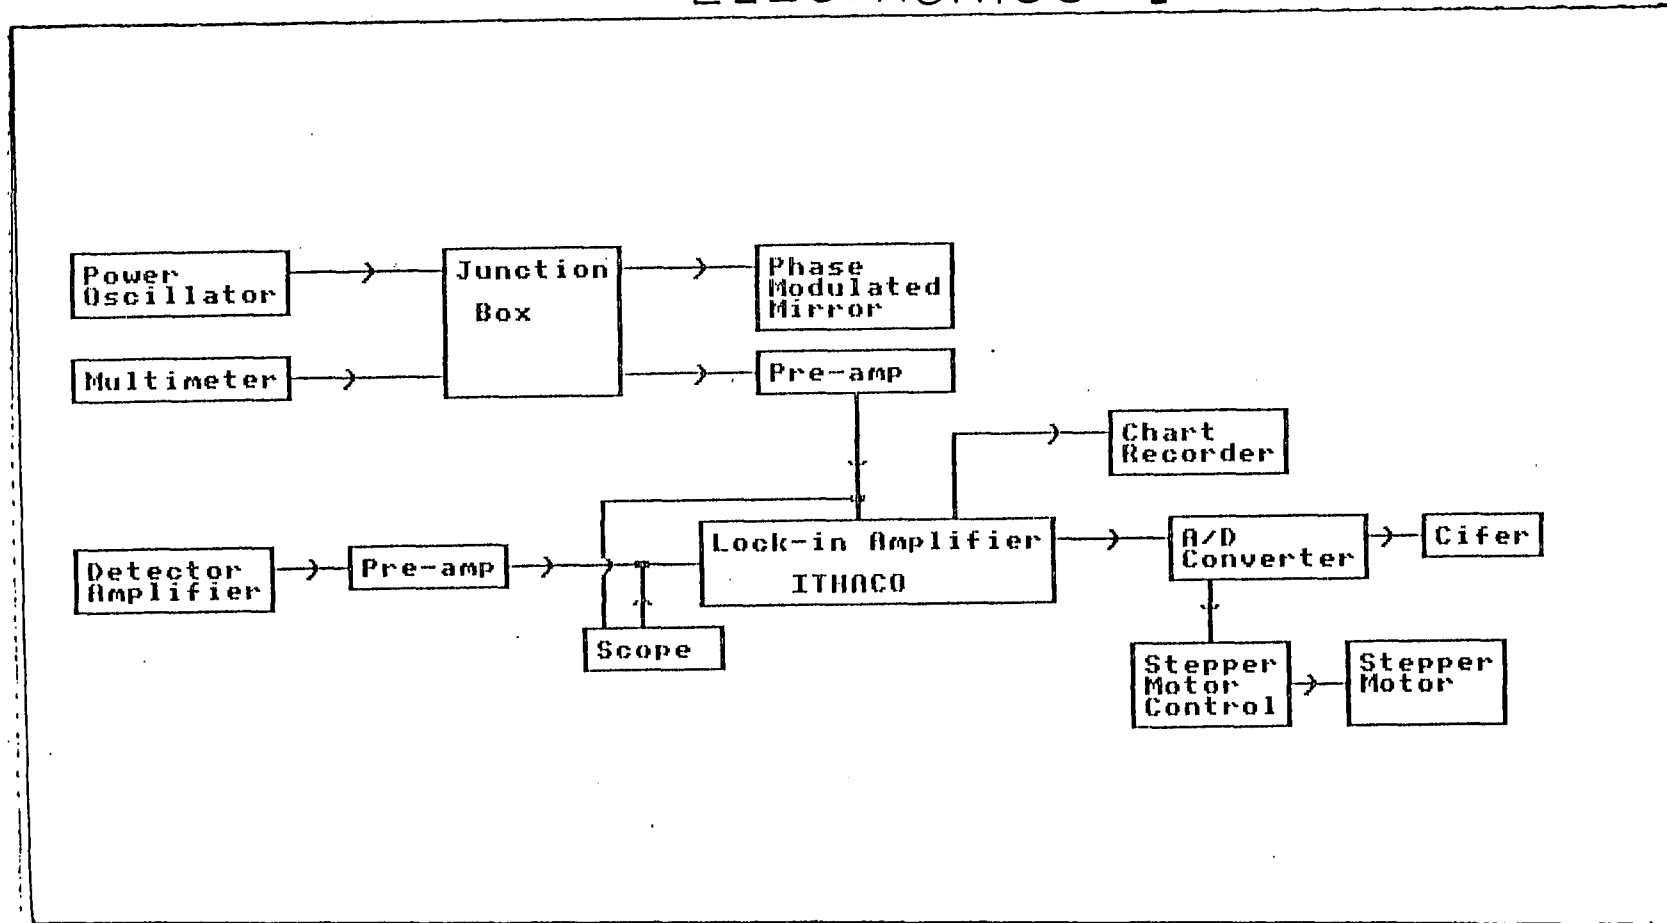 Power
Oscillator
Junction
Box
Phase
Modulated
Mirror
Multimeter
Pre-amp
Chart
Recorder
Detector
Amplifier
Pre-amp
Lock-in Amplifier
ITHACO
A/D
Converter
Cifer
Scope
Stepper
Motor
Control
Stepper
Motor